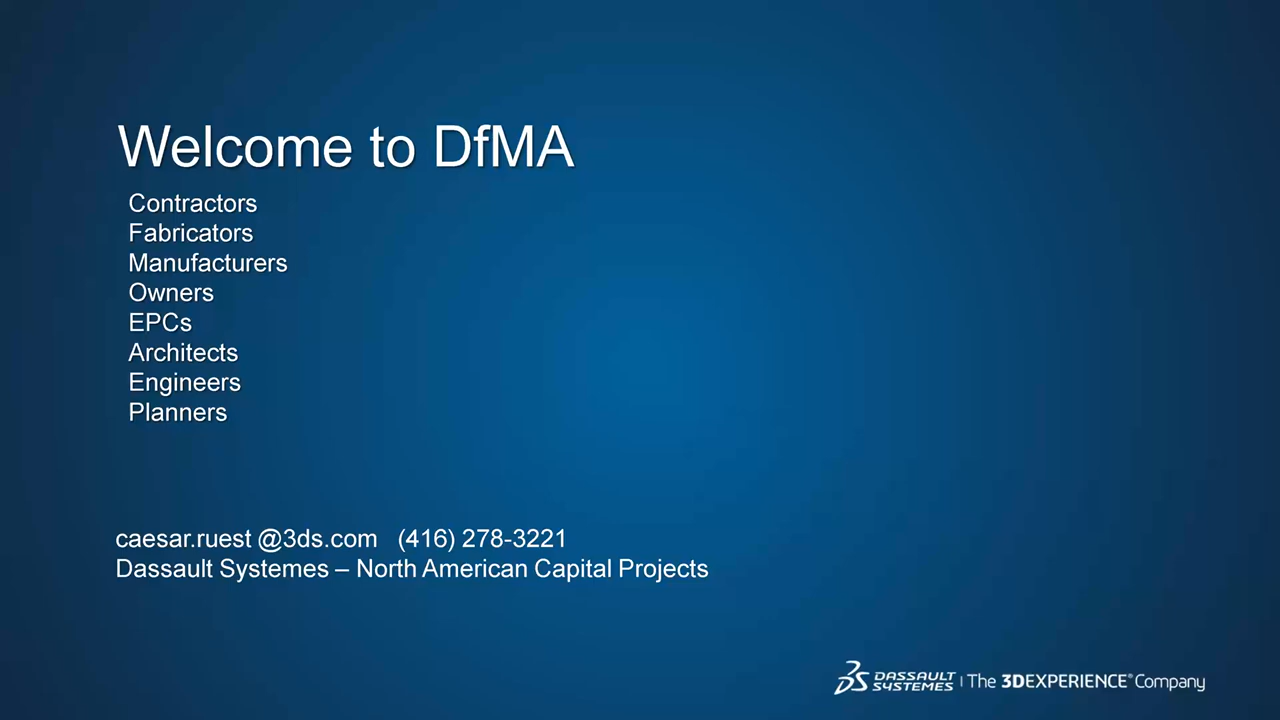 Welcome to DfMA
Contractors
Fabricators
Manufacturers
Owners
EPCs
Architects
Engineers
Planners
caesar.ruest @3ds.com (416) 278-3221
Dassault Systemes – North American Capital Projects
DASSAULT SYSTEMES | The 3DEXPERIENCE® Company